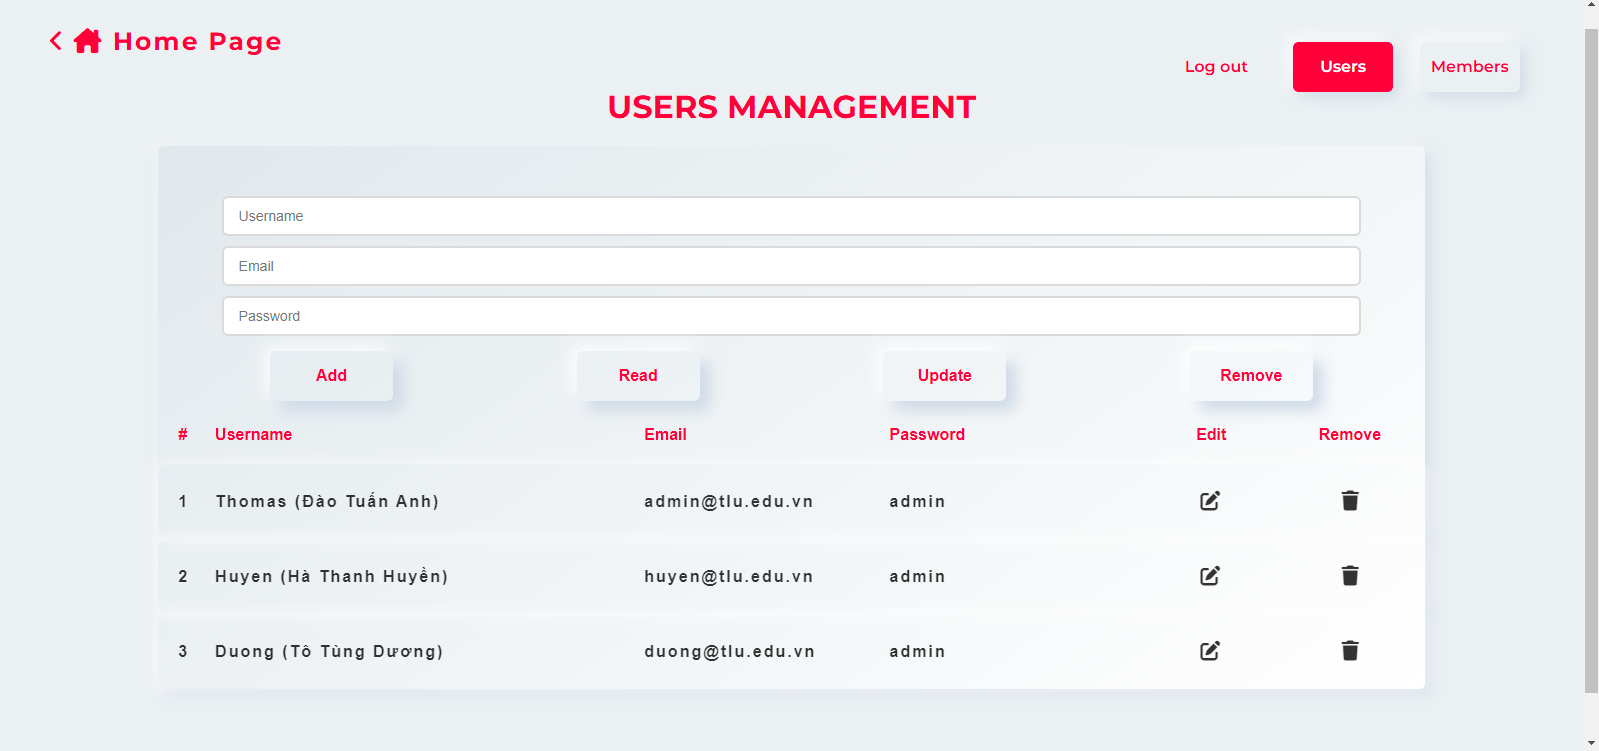 Home Page
Log out Users Members
USERS MANAGEMENT
Username
Email
Password
Add Read Update Remove
# Username Email Password Edit Remove
1 Thomas (Đào Tuấn Anh) admin@tlu.edu.vn admin
2 Huyen (Hà Thanh Huyền) huyen@tlu.edu.vn admin
3 Duong (Tô Tùng Dương) duong@tlu.edu.vn admin